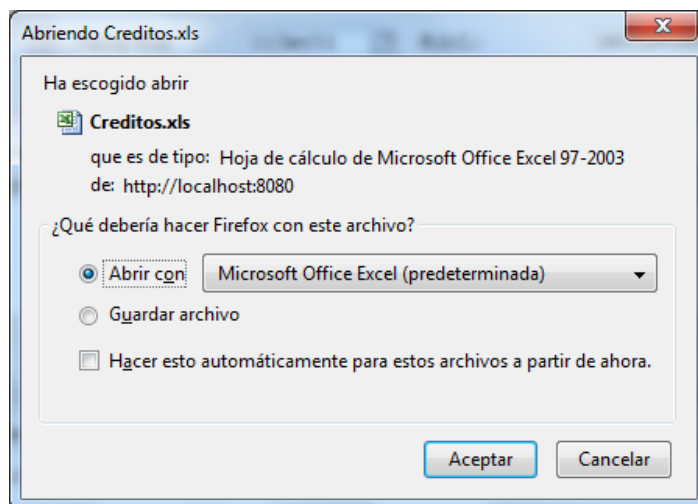 Abriendo Creditos.xls
Ha escogido abrir
Creditos.xls
que es de tipo: Hoja de cálculo de Microsoft Office Excel 97-2003
de: http://localhost:8080
¿Qué debería hacer Firefox con este archivo?
Abrir con Microsoft Office Excel (predeterminada)
Guardar archivo
Hacer esto automáticamente para estos archivos a partir de ahora.
Aceptar Cancelar